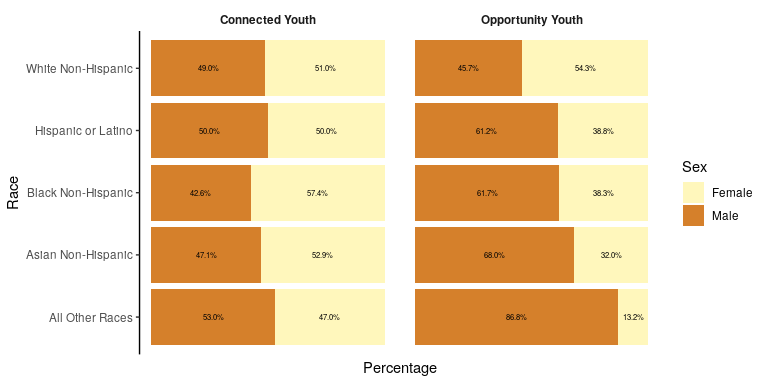 Connected Youth Opportunity Youth
White Non-Hispanic 49.0% 51.0% 45.7% 54.3%
Hispanic or Latino 50.0% 50.0% 61.2% 38.8%
Black Non-Hispanic 42.6% 57.4% 61.7% 38.3%
Asian Non-Hispanic 47.1% 52.9% 68.0% 32.0%
All Other Races 53.0% 47.0% 86.8% 13.2%
Race
Percentage
Sex
Female
Male